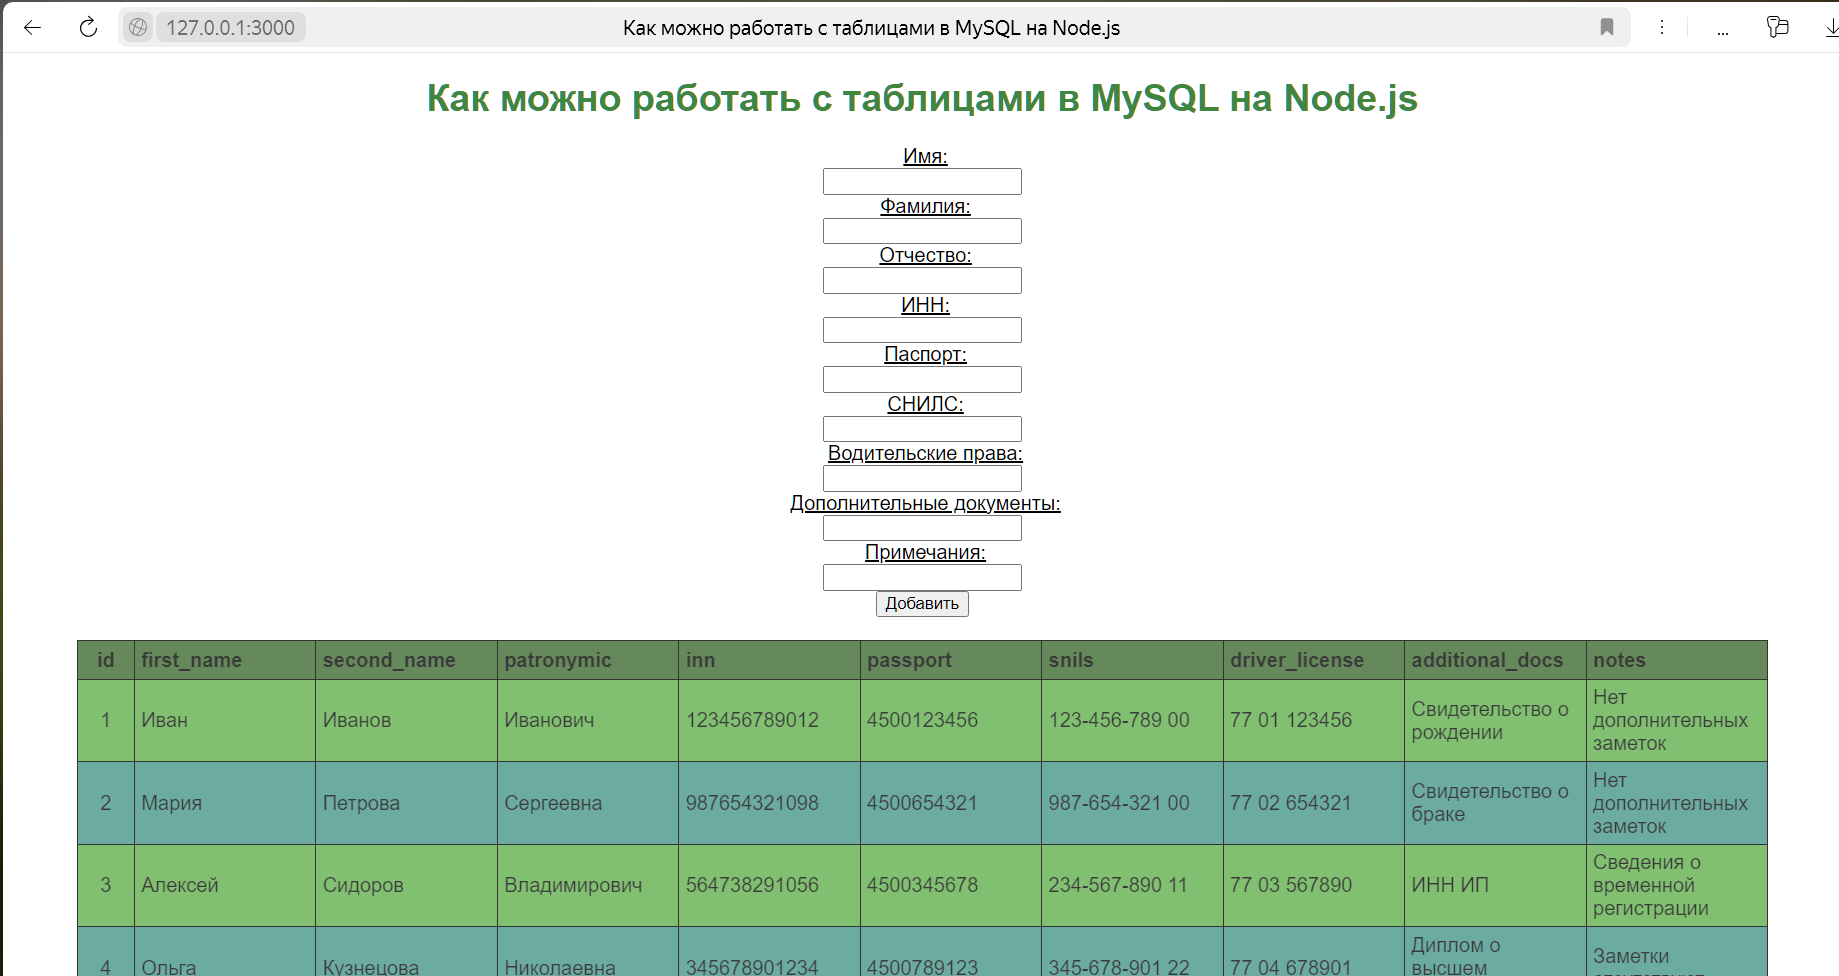 127.0.0.1:3000 Как можно работать с таблицами в MySQL на Node.js
Как можно работать с таблицами в MySQL на Node.js
Имя:
Фамилия:
Отчество:
ИНН:
Паспорт:
СНИЛС:
Водительские права:
Дополнительные документы:
Примечания:
Добавить
id first_name second_name patronymic inn passport snils driver_license additional_docs notes
1 Иван Иванов Иванович 123456789012 4500123456 123-456-789 00 77 01 123456 Свидетельство о рождении Нет дополнительных заметок
2 Мария Петрова Сергеевна 987654321098 4500654321 987-654-321 00 77 02 654321 Свидетельство о браке Нет дополнительных заметок
3 Алексей Сидоров Владимирович 564738291056 4500345678 234-567-890 11 77 03 567890 ИНН ИП Сведения о временной регистрации
4 Ольга Кузнецова Николаевна 345678901234 4500789123 345-678-901 22 77 04 678901 Диплом о высшем Заметки